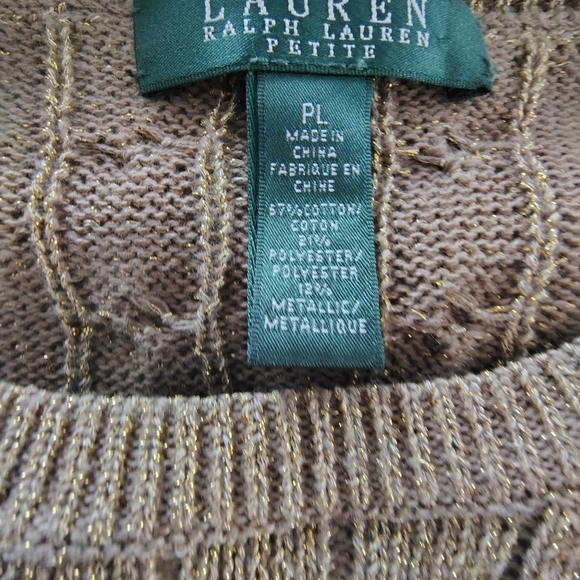 LAUREN
RALPH LAUREN
PETITE
PL
MADE IN
CHINA
FABRIQUE EN
CHINE
67% COTTON/
COTON
21%
POLYESTER/
POLYESTER
12%
METALLIC/
METALLIQUE